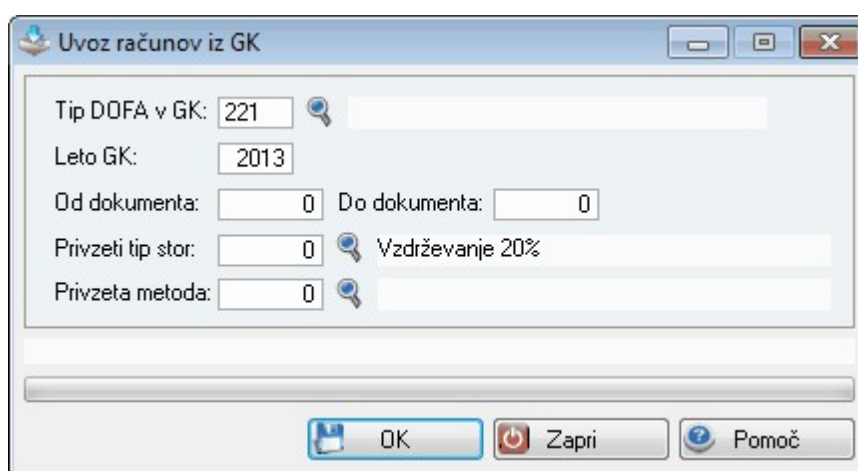 Uvoz računov iz GK
Tip DOFA v GK: 221
Leto GK: 2013
Od dokumenta: 0 Do dokumenta: 0
Privzeti tip stor: 0 Vzdrževanje 20%
Privzeta metoda: 0
OK Zapri Pomoč